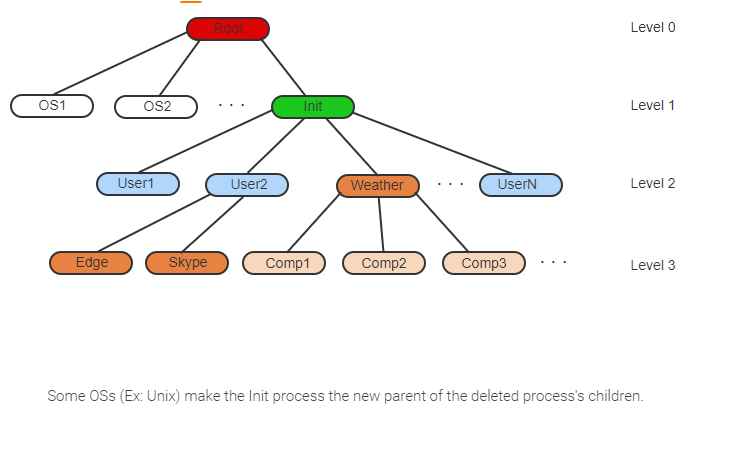 Root Level 0
OS1 OS2 . . . Init Level 1
User1 User2 Weather . . . UserN Level 2
Edge Skype Comp1 Comp2 Comp3 . . . Level 3
Some OSs (Ex: Unix) make the Init process the new parent of the deleted process's children.